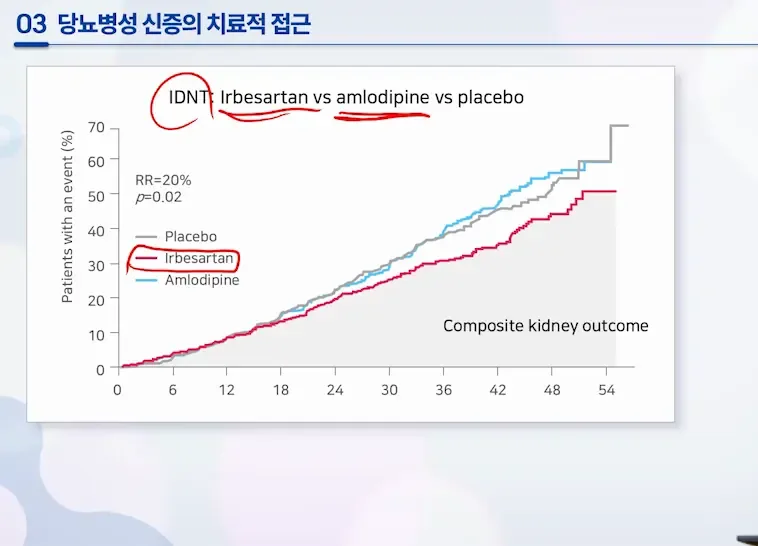 03 당뇨병성 신증의 치료적 접근
IDNT: Irbesartan vs amlodipine vs placebo
Patients with an event (%)
70
60
50
40
30
20
10
0
RR=20%
p=0.02
Placebo
Irbesartan
Amlodipine
Composite kidney outcome
0 6 12 18 24 30 36 42 48 54